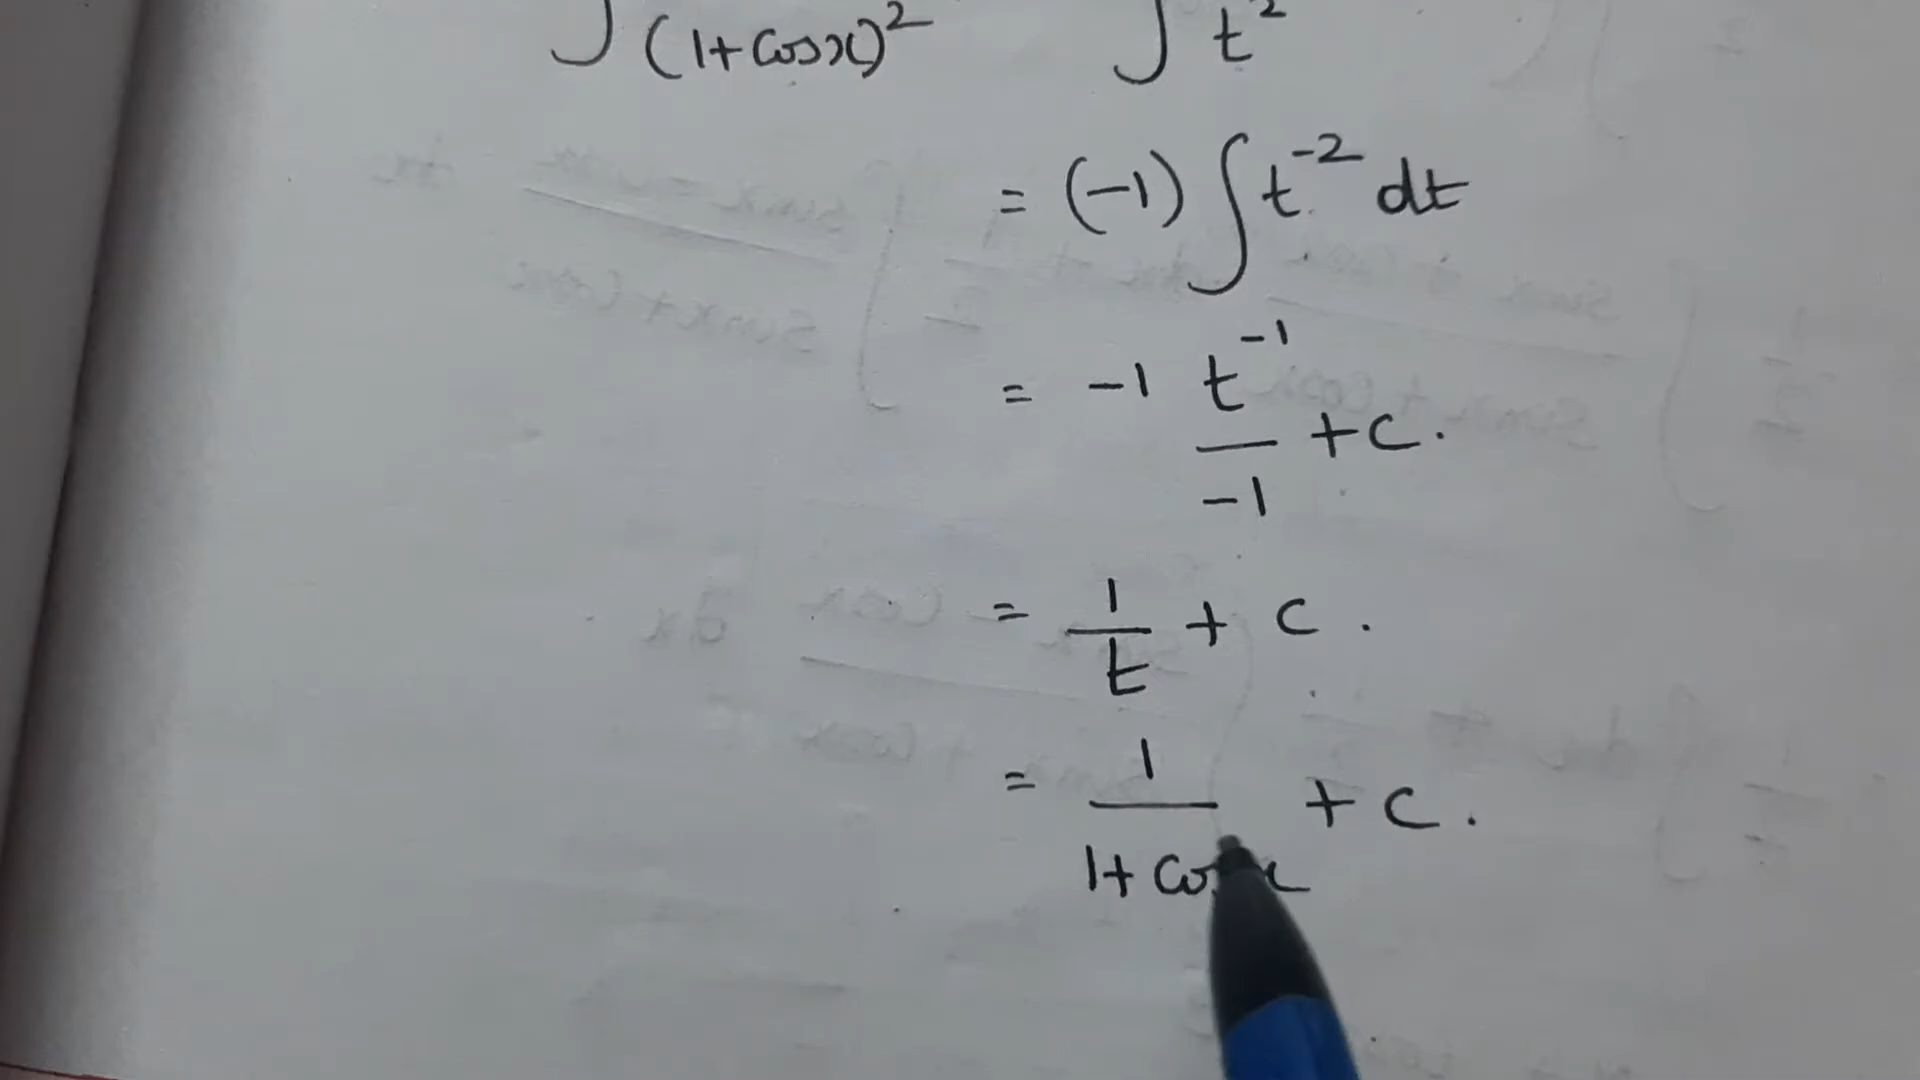 ∫ (1+cosx)² ∫ t²
= (-1) ∫ t⁻² dt
= -1 t⁻¹/-1 + c.
= 1/t + c.
= 1/(1+cosx) + c.